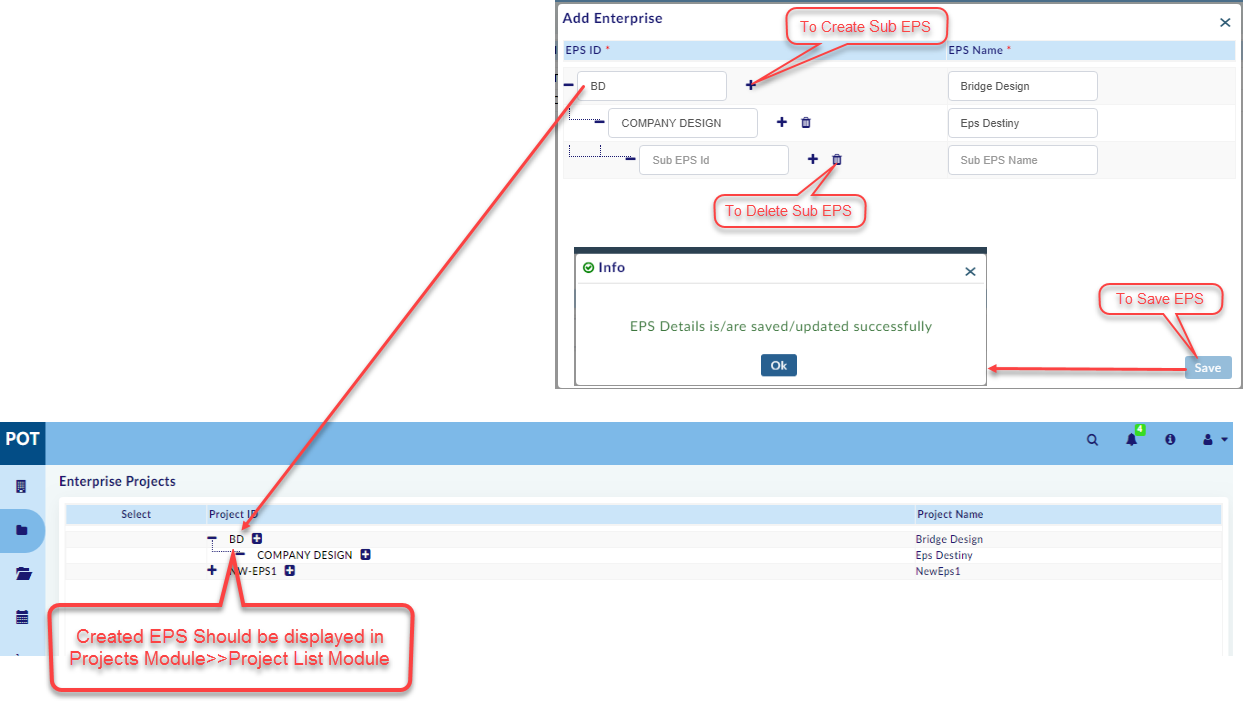 Add Enterprise
To Create Sub EPS
EPS ID *
EPS Name *
BD
Bridge Design
COMPANY DESIGN
Eps Destiny
Sub EPS Id
Sub EPS Name
To Delete Sub EPS
Info
EPS Details is/are saved/updated successfully
Ok
To Save EPS
Save
POT
4
Enterprise Projects
Select
Project ID
Project Name
BD
Bridge Design
COMPANY DESIGN
Eps Destiny
NW-EPS1
NewEps1
Created EPS Should be displayed in
Projects Module>>Project List Module